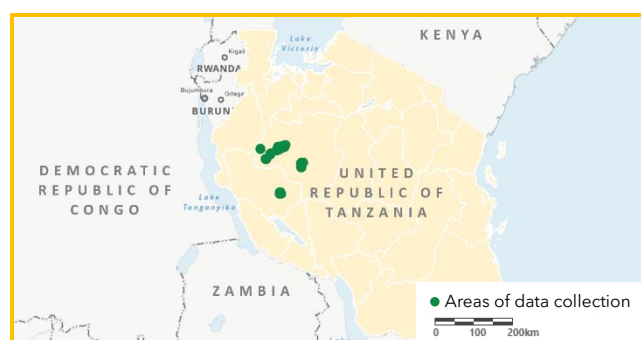 Lake
Victoria
KENYA
Kigali
RWANDA
Bujumbura
Gitega
BURUN
DEMOCRATIC
REPUBLIC OF
CONGO
Lake
Tanganyika
UNITED
REPUBLIC OF
TANZANIA
ZAMBIA
Areas of data collection
0 100 200km